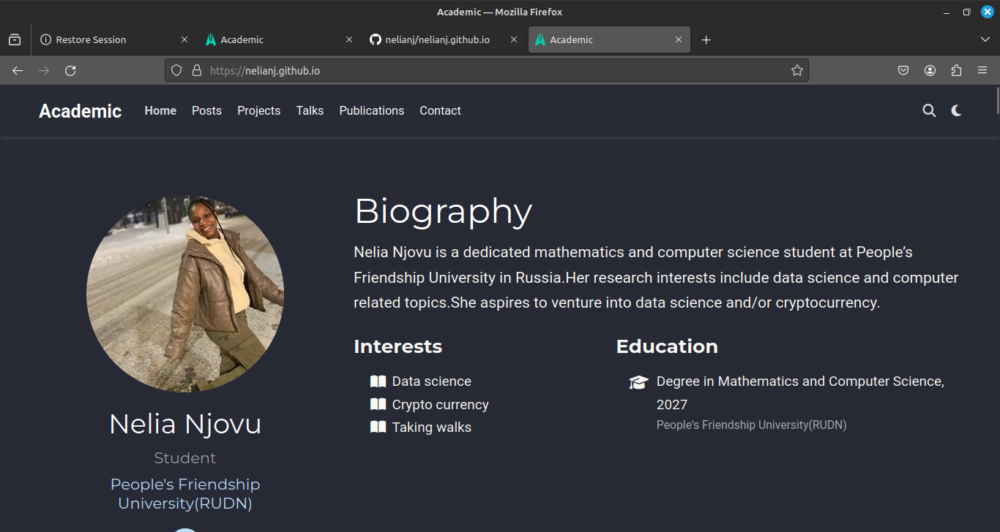 Academic — Mozilla Firefox
Restore Session
Academic
nelianj/nelianj.github.io
Academic
https://nelianj.github.io
Academic
Home
Posts
Projects
Talks
Publications
Contact
Biography
Nelia Njovu is a dedicated mathematics and computer science student at People’s
Friendship University in Russia.Her research interests include data science and computer
related topics.She aspires to venture into data science and/or cryptocurrency.
Interests
Data science
Crypto currency
Taking walks
Education
Degree in Mathematics and Computer Science,
2027
People's Friendship University(RUDN)
Nelia Njovu
Student
People's Friendship
University(RUDN)